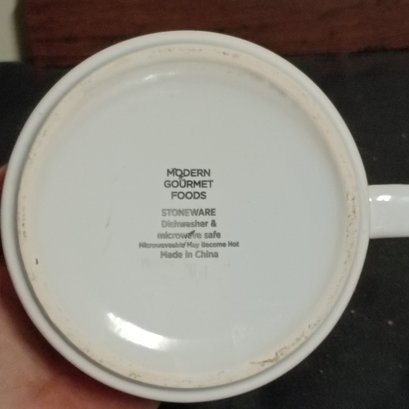 MODERN
GOURMET
FOODS
STONEWARE
Dishwasher &
microwave safe
Microwaveable May Become Hot
Made In China